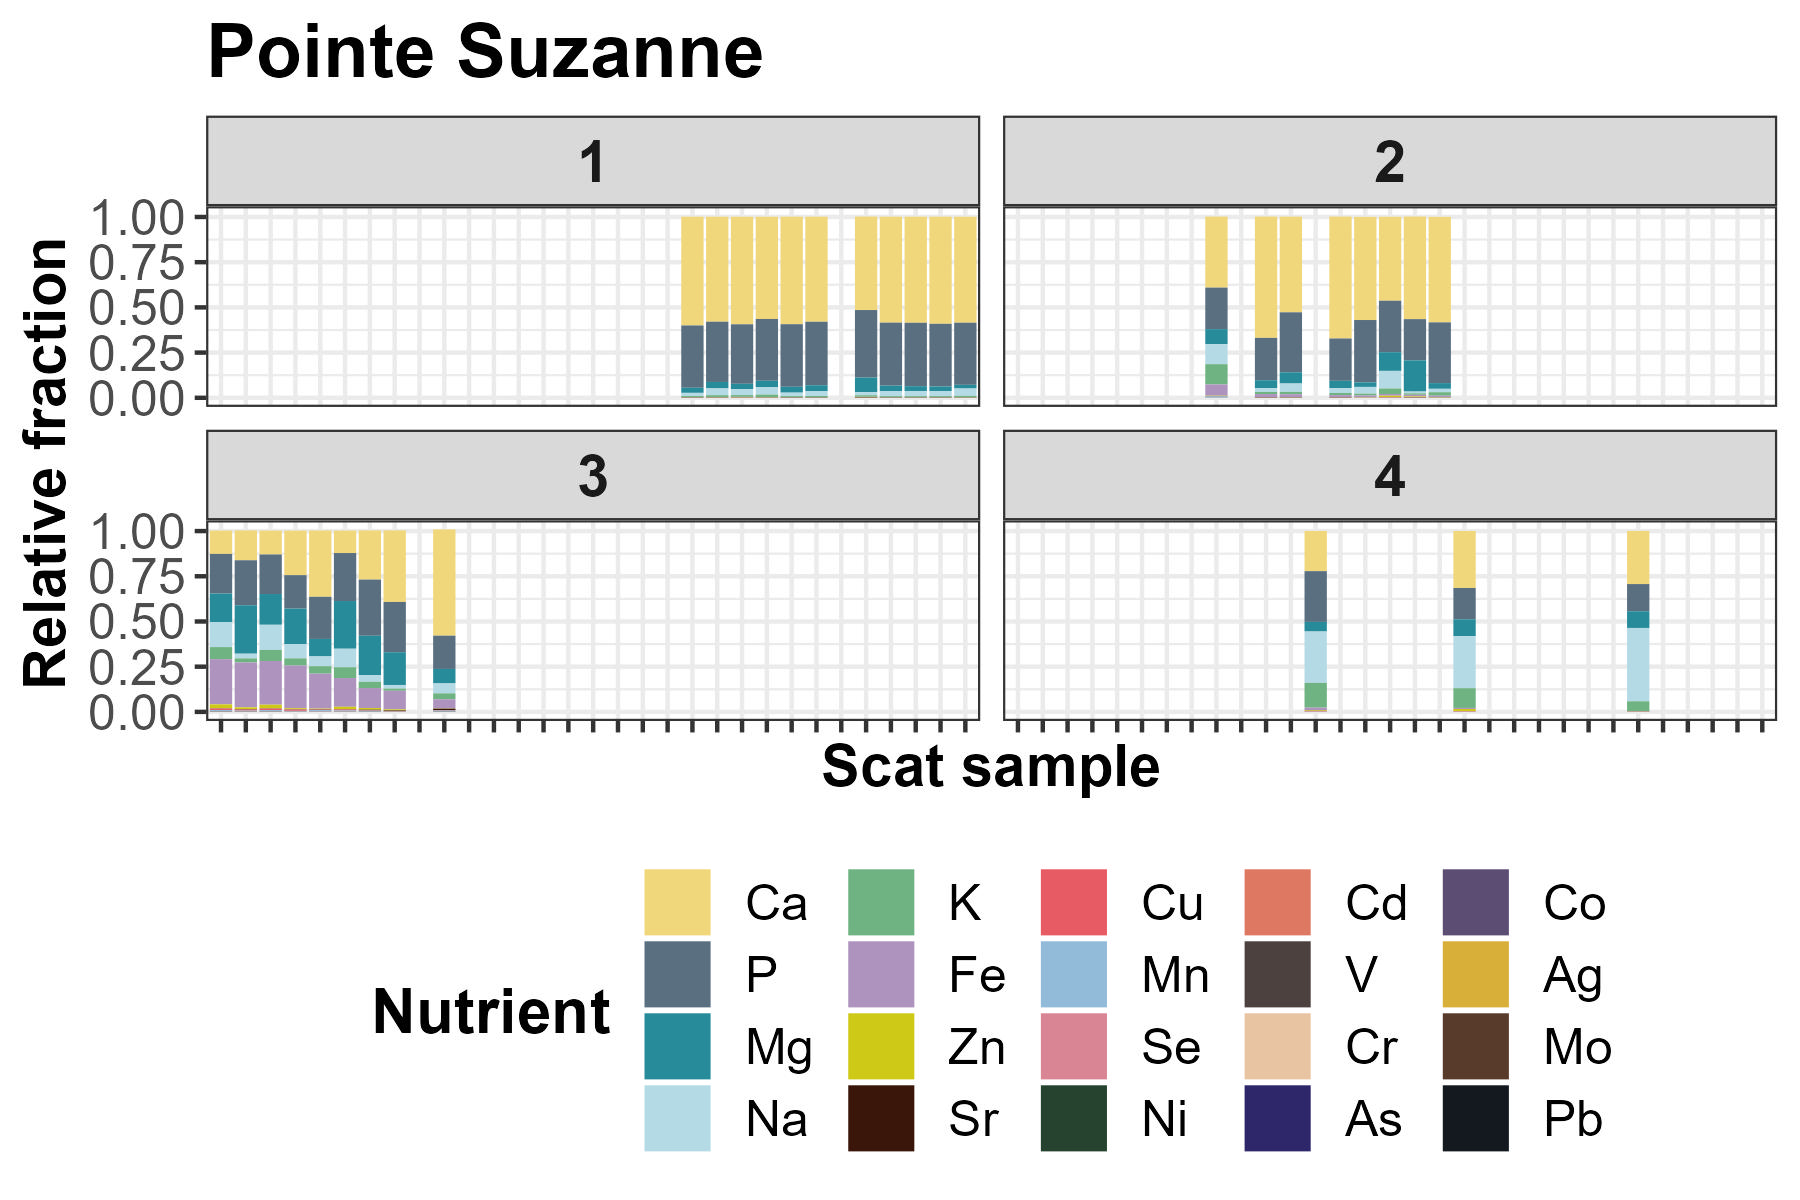 Pointe Suzanne
1 2
1.00
0.75
0.50
0.25
0.00
3 4
1.00
0.75
0.50
0.25
0.00
Relative fraction
Scat sample
Nutrient
Ca K Cu Cd Co
P Fe Mn V Ag
Mg Zn Se Cr Mo
Na Sr Ni As Pb